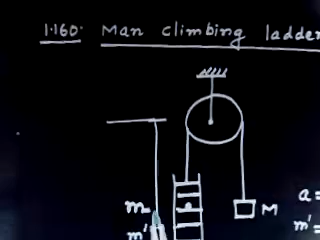 1.160. Man climbing ladder
m
M
a =
m'
m' =